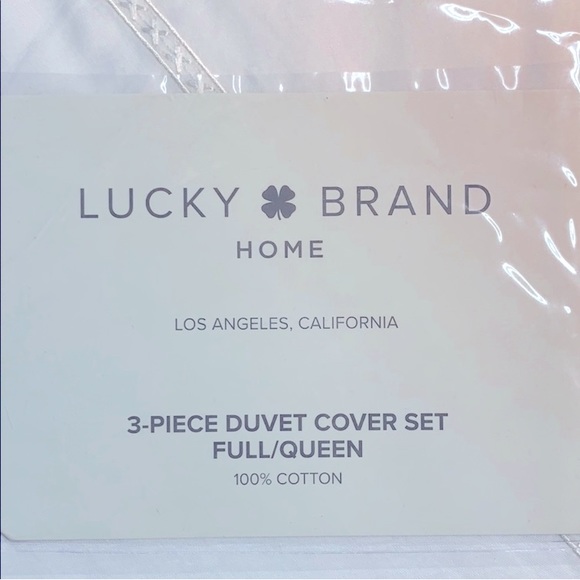 LUCKY BRAND
HOME
LOS ANGELES, CALIFORNIA
3-PIECE DUVET COVER SET
FULL/QUEEN
100% COTTON